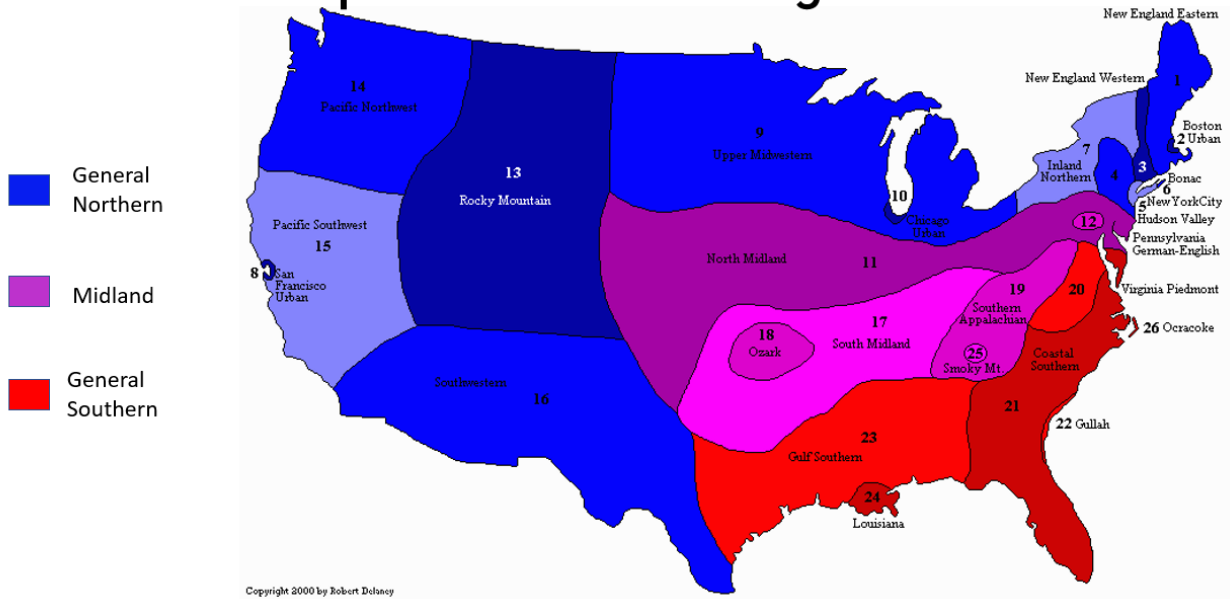 General
Northern
Midland
General
Southern
New England Eastern
New England Western
1
Boston
2 Urban
14
Pacific Northwest
9
Upper Midwestern
7
Inland
Northern
4
3
Bonac
6
5 New YorkCity
Hudson Valley
13
Rocky Mountain
10
Chicago
Urban
12
Pennsylvania
German-English
Pacific Southwest
15
8 San
Francisco
Urban
North Midland
11
Virginia Piedmont
19
20
Southern
Appalachian
26 Ocracoke
18
Ozark
17
South Midland
25
Smoky Mt.
Coastal
Southern
Southwestern
16
21
22 Gullah
23
Gulf Southern
24
Louisiana
Copyright 2000 by Robert Delaney